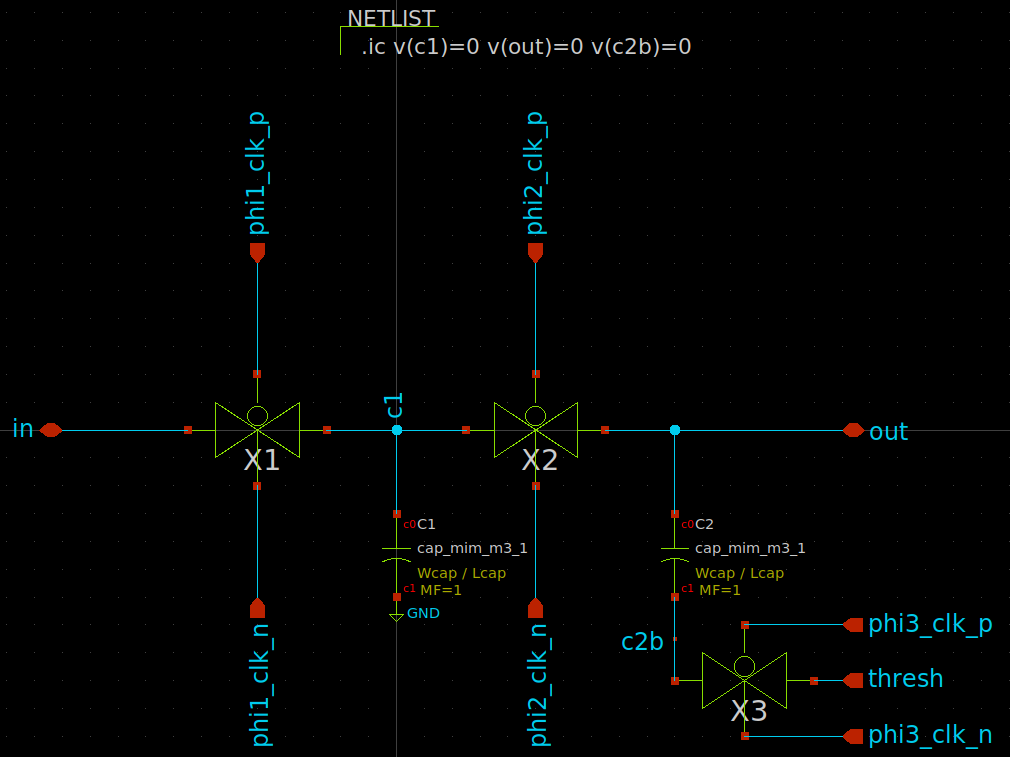 NETLIST
.ic v(c1)=0 v(out)=0 v(c2b)=0
phi1_clk_p
phi2_clk_p
in
X1
c1
X2
out
c0 C1
cap_mim_m3_1
Wcap / Lcap
c1 MF=1
GND
c0 C2
cap_mim_m3_1
Wcap / Lcap
c1 MF=1
phi1_clk_n
phi2_clk_n
c2b
X3
phi3_clk_p
thresh
phi3_clk_n